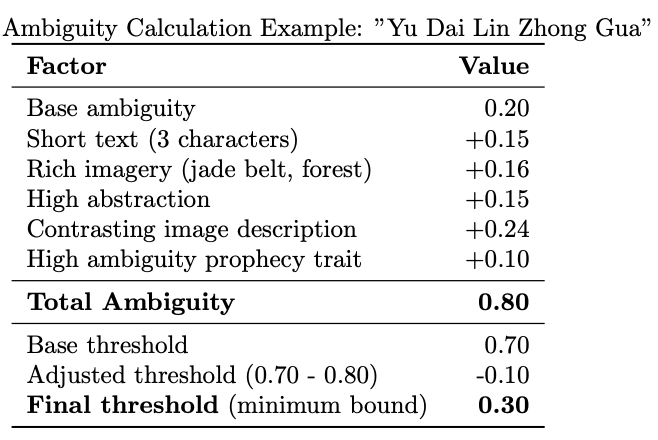 Ambiguity Calculation Example: ”Yu Dai Lin Zhong Gua”
Factor Value
Base ambiguity 0.20
Short text (3 characters) +0.15
Rich imagery (jade belt, forest) +0.16
High abstraction +0.15
Contrasting image description +0.24
High ambiguity prophecy trait +0.10
Total Ambiguity 0.80
Base threshold 0.70
Adjusted threshold (0.70 - 0.80) -0.10
Final threshold (minimum bound) 0.30